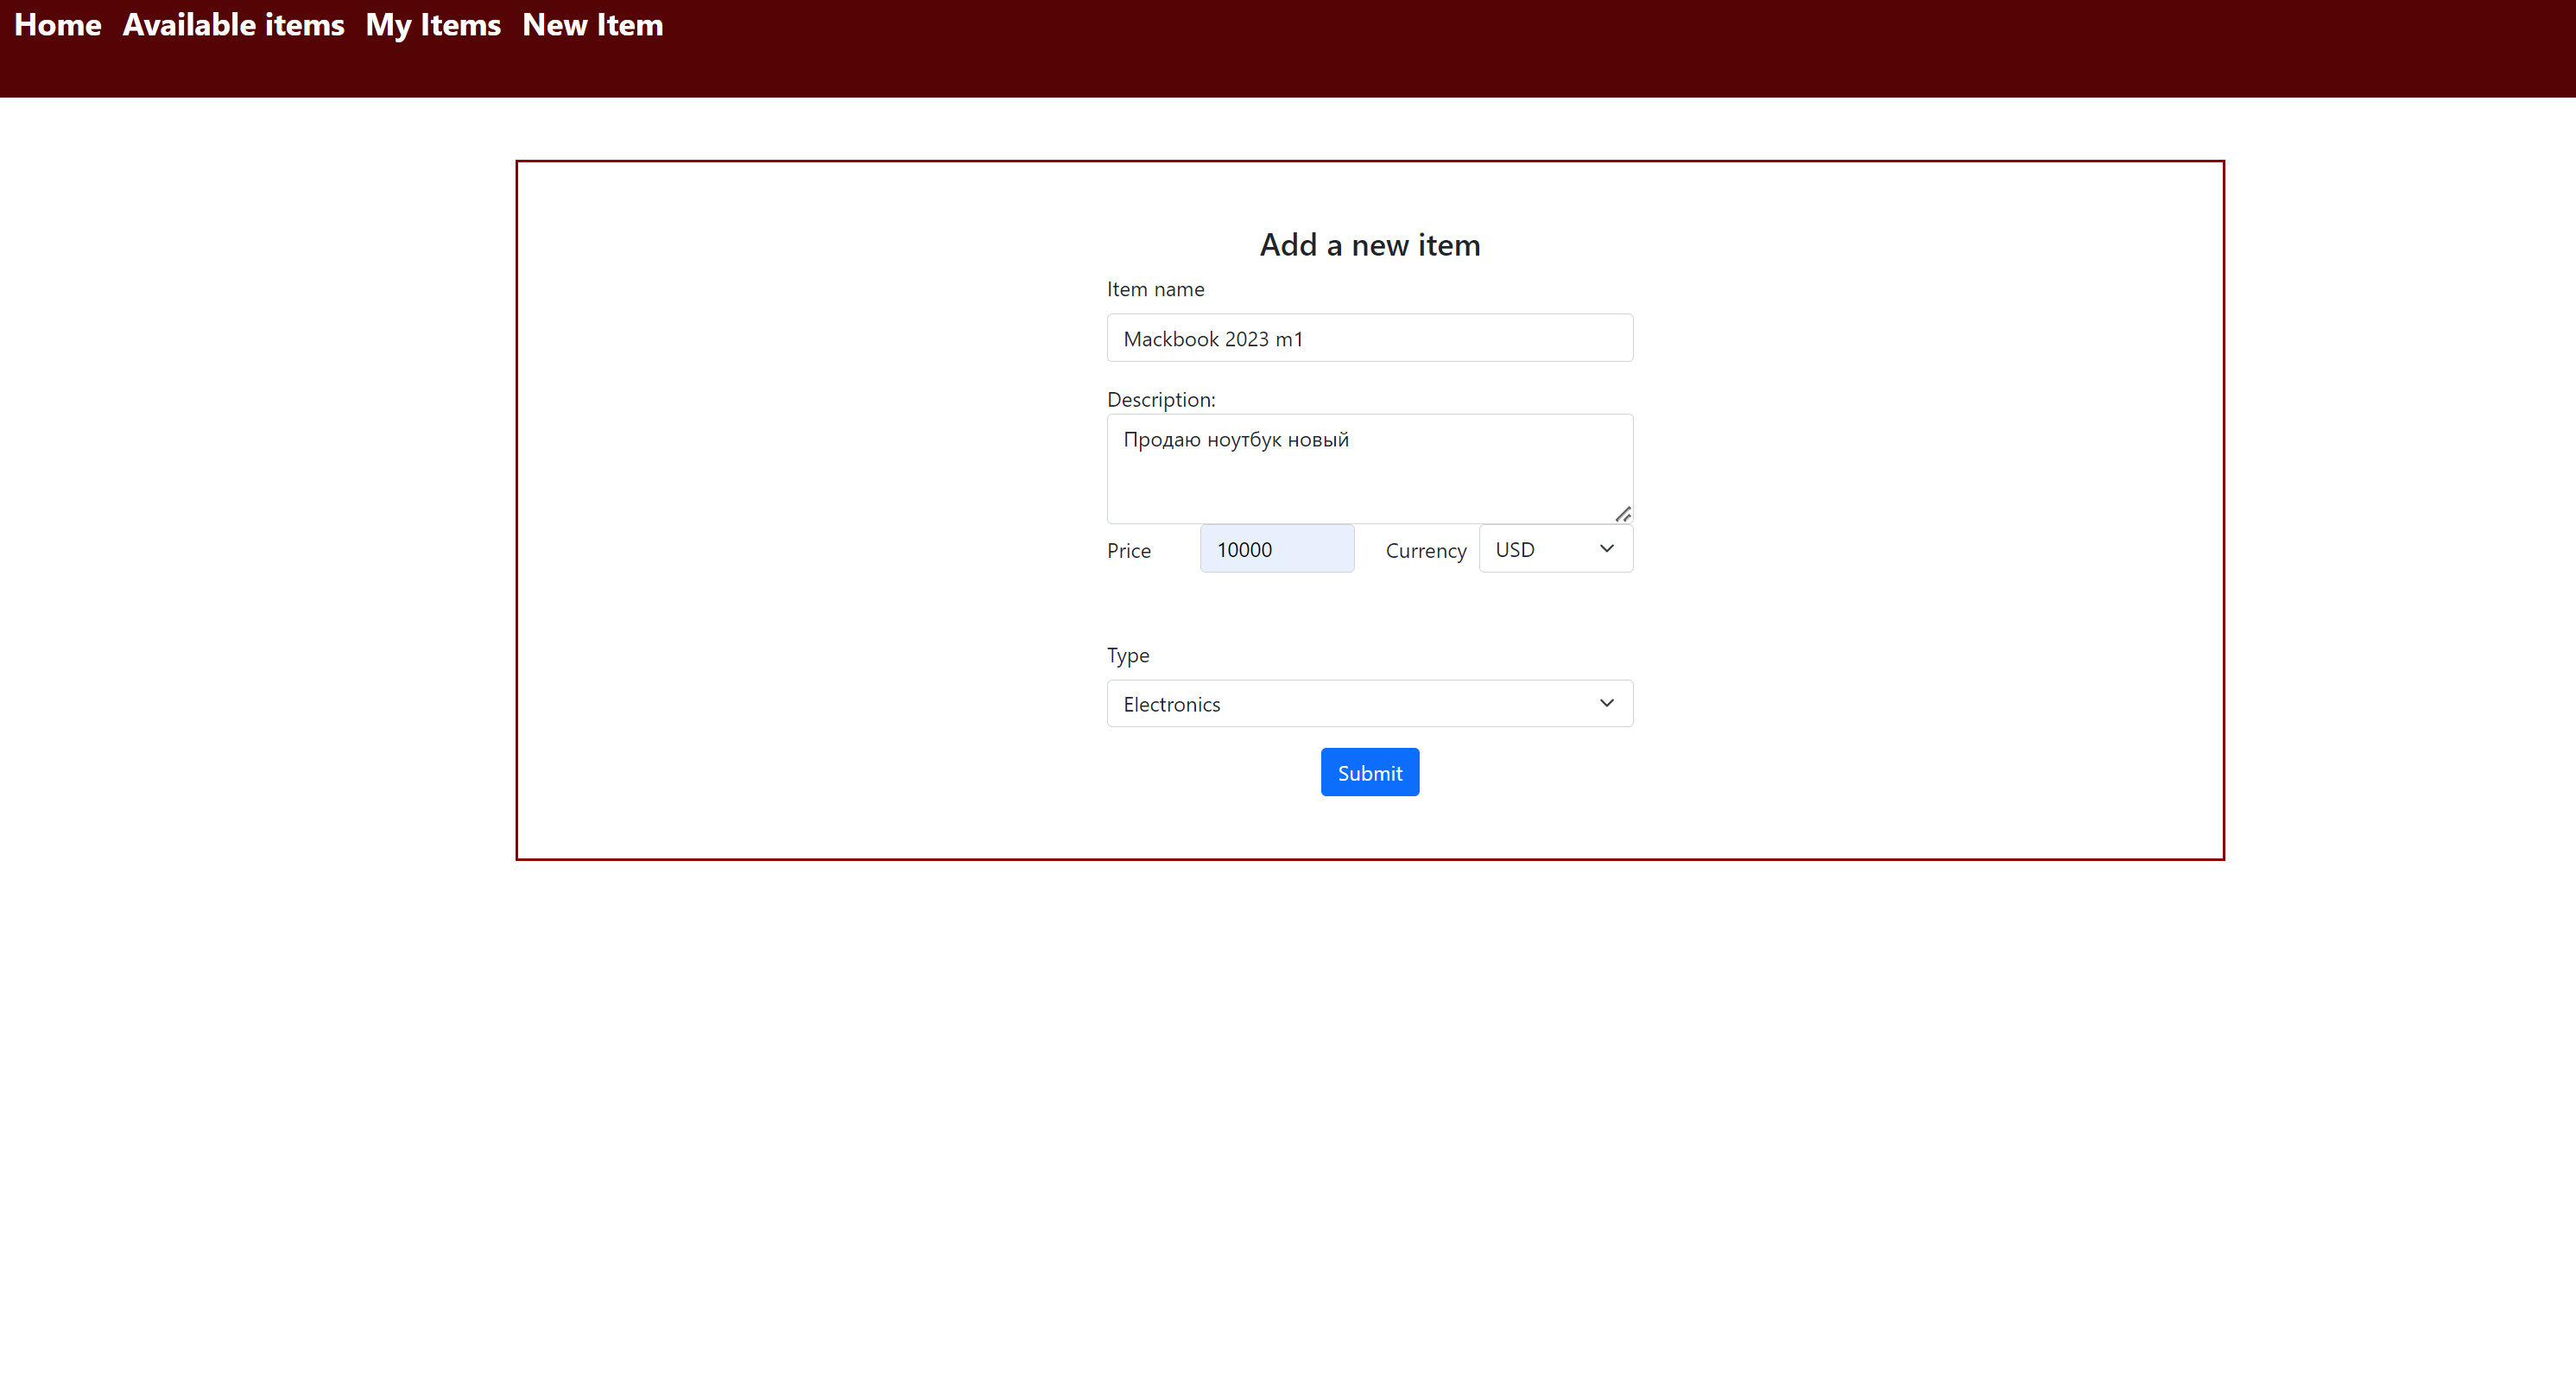 Home Available items My Items New Item
Add a new item
Item name
Mackbook 2023 m1
Description:
Продаю ноутбук новый
Price 10000 Currency USD
Type
Electronics
Submit